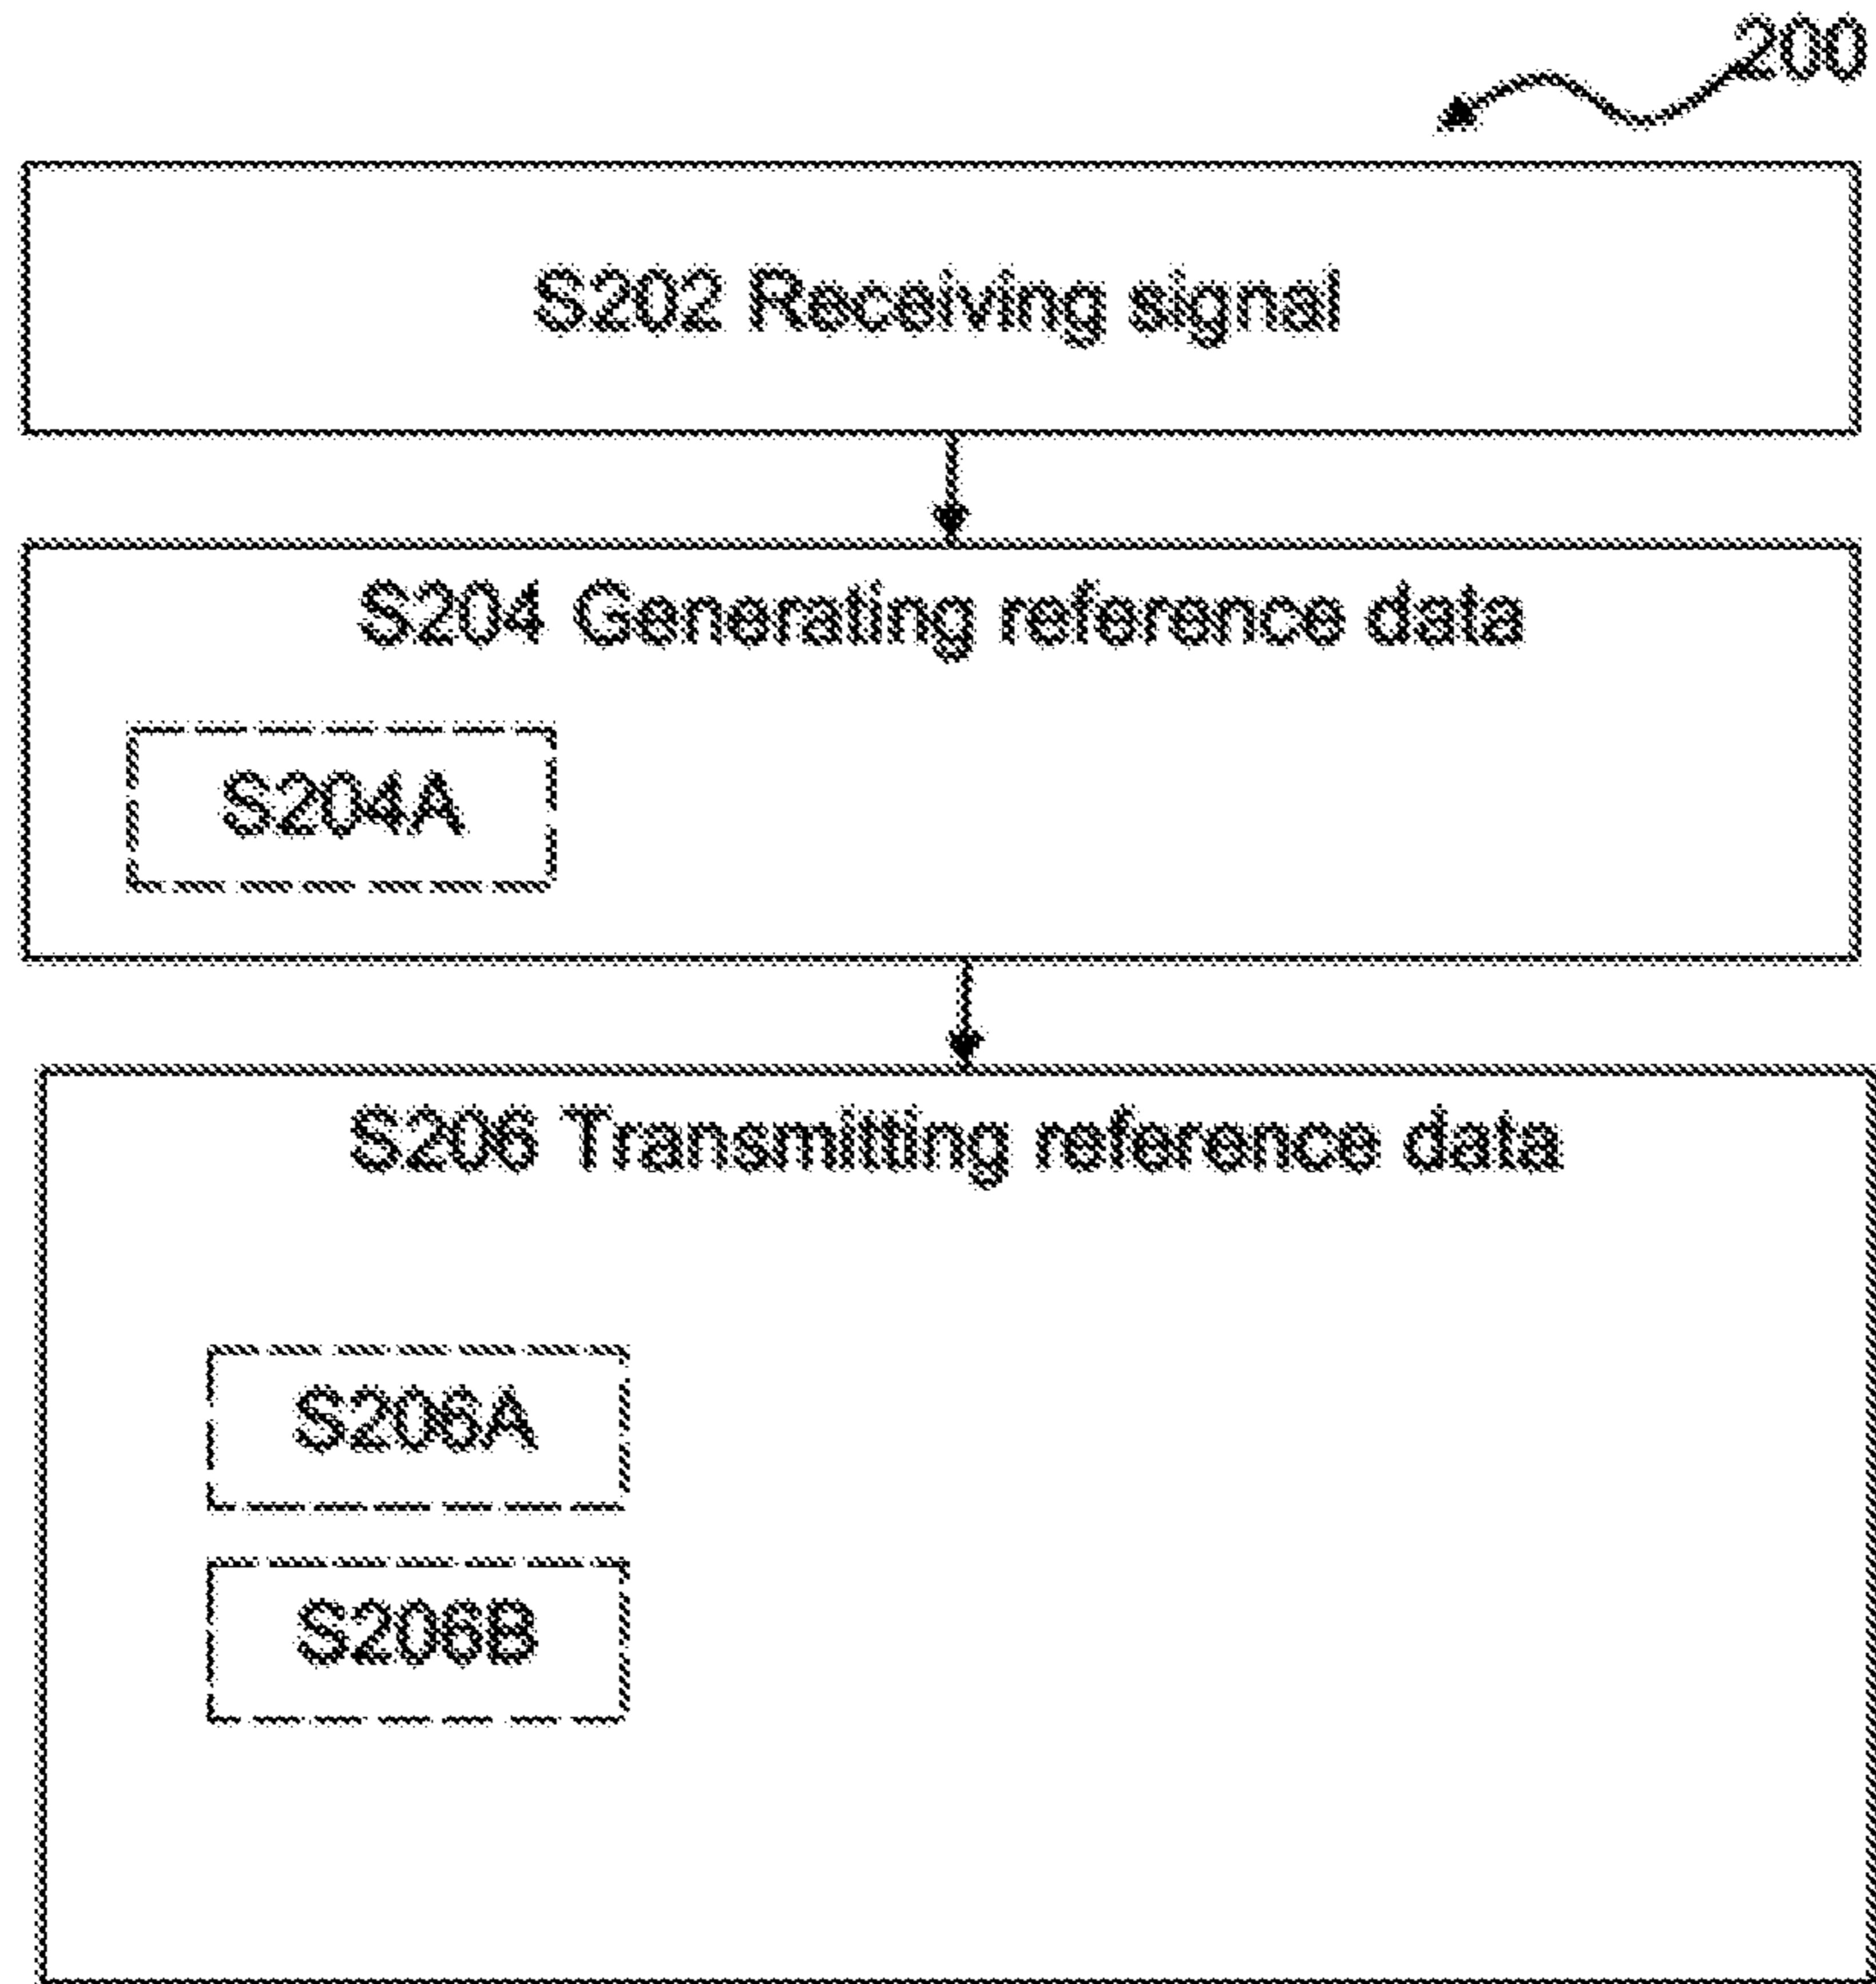 200
S202 Receiving signal
S204 Generating reference data
S204A
S206 Transmitting reference data
S206A
S206B